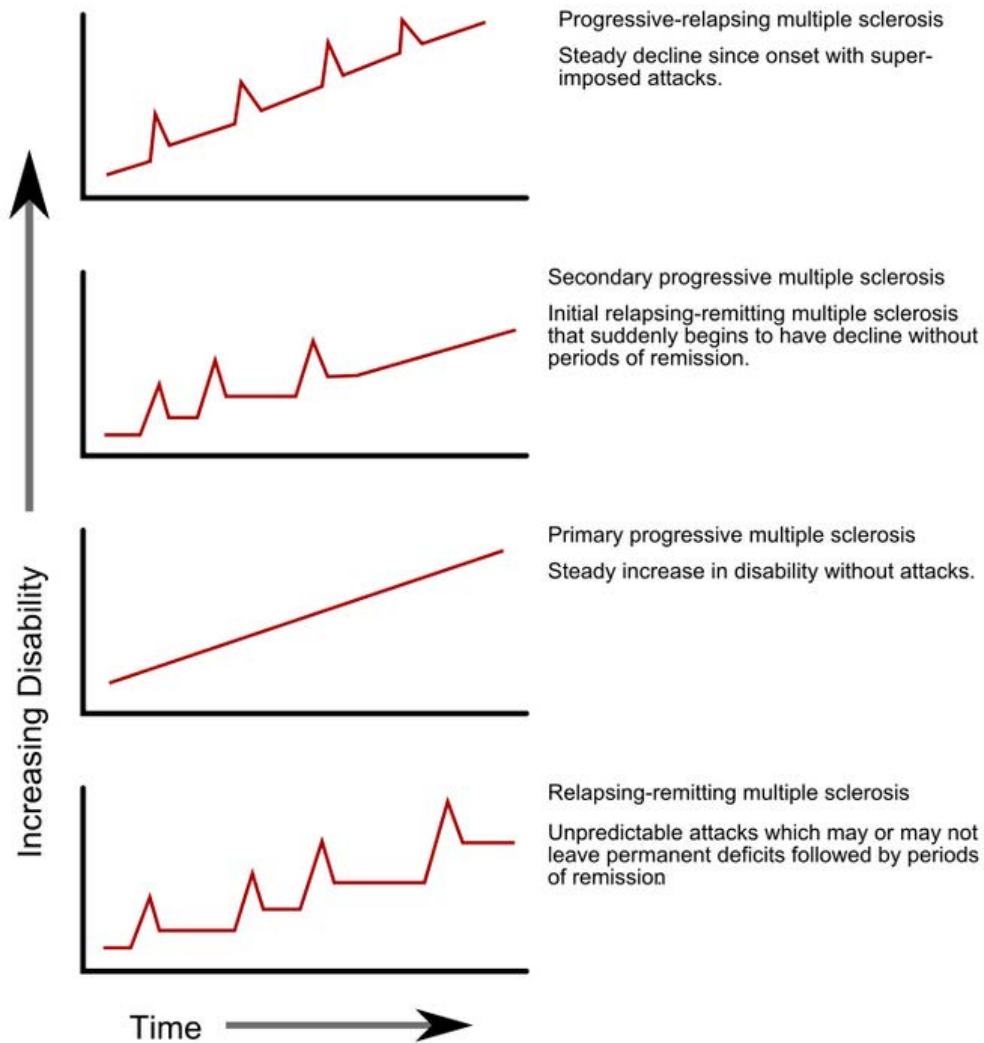 Progressive-relapsing multiple sclerosis
Steady decline since onset with super-
imposed attacks.
Secondary progressive multiple sclerosis
Initial relapsing-remitting multiple sclerosis
that suddenly begins to have decline without
periods of remission.
Primary progressive multiple sclerosis
Steady increase in disability without attacks.
Relapsing-remitting multiple sclerosis
Unpredictable attacks which may or may not
leave permanent deficits followed by periods
of remission
Increasing Disability
Time